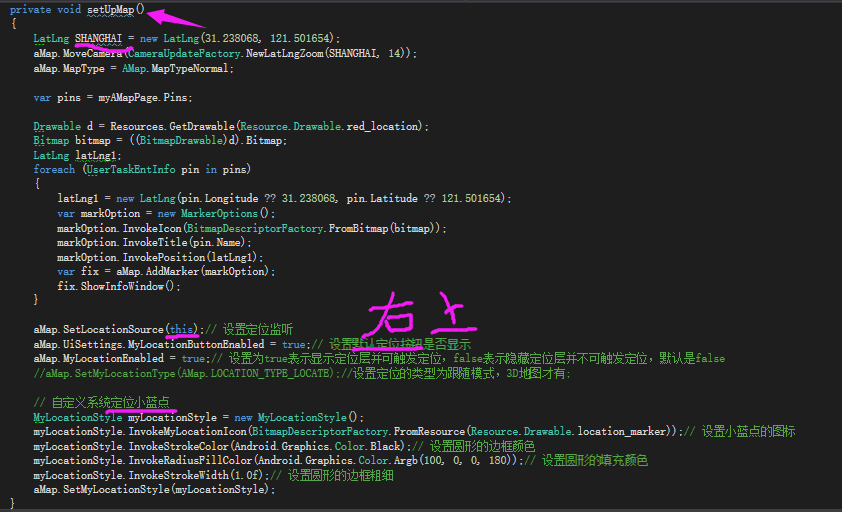 private void setUpMap()
{
LatLng SHANGHAI = new LatLng(31.238068, 121.501654);
aMap.MoveCamera(CameraUpdateFactory.NewLatLngZoom(SHANGHAI, 14));
aMap.MapType = AMap.MapTypeNormal;
var pins = myAMapPage.Pins;
Drawable d = Resources.GetDrawable(Resource.Drawable.red_location);
Bitmap bitmap = ((BitmapDrawable)d).Bitmap;
LatLng latLng1;
foreach (UserTaskEntInfo pin in pins)
{
latLng1 = new LatLng(pin.Longitude ?? 31.238068, pin.Latitude ?? 121.501654);
var markOption = new MarkerOptions();
markOption.InvokeIcon(BitmapDescriptorFactory.FromBitmap(bitmap));
markOption.InvokeTitle(pin.Name);
markOption.InvokePosition(latLng1);
var fix = aMap.AddMarker(markOption);
fix.ShowInfoWindow();
}
右上
aMap.SetLocationSource(this);// 设置定位监听
aMap.UiSettings.MyLocationButtonEnabled = true;// 设置默认定位按钮是否显示
aMap.MyLocationEnabled = true;// 设置为true表示显示定位层并可触发定位，false表示隐藏定位层并不可触发定位，默认是false
//aMap.SetMyLocationType(AMap.LOCATION_TYPE_LOCATE);//设置定位的类型为跟随模式，3D地图才有;
// 自定义系统定位小蓝点
MyLocationStyle myLocationStyle = new MyLocationStyle();
myLocationStyle.InvokeMyLocationIcon(BitmapDescriptorFactory.FromResource(Resource.Drawable.location_marker));// 设置小蓝点的图标
myLocationStyle.InvokeStrokeColor(Android.Graphics.Color.Black);// 设置圆形的边框颜色
myLocationStyle.InvokeRadiusFillColor(Android.Graphics.Color.Argb(100, 0, 0, 180));// 设置圆形的填充颜色
myLocationStyle.InvokeStrokeWidth(1.0f);// 设置圆形的边框粗细
aMap.SetMyLocationStyle(myLocationStyle);
}